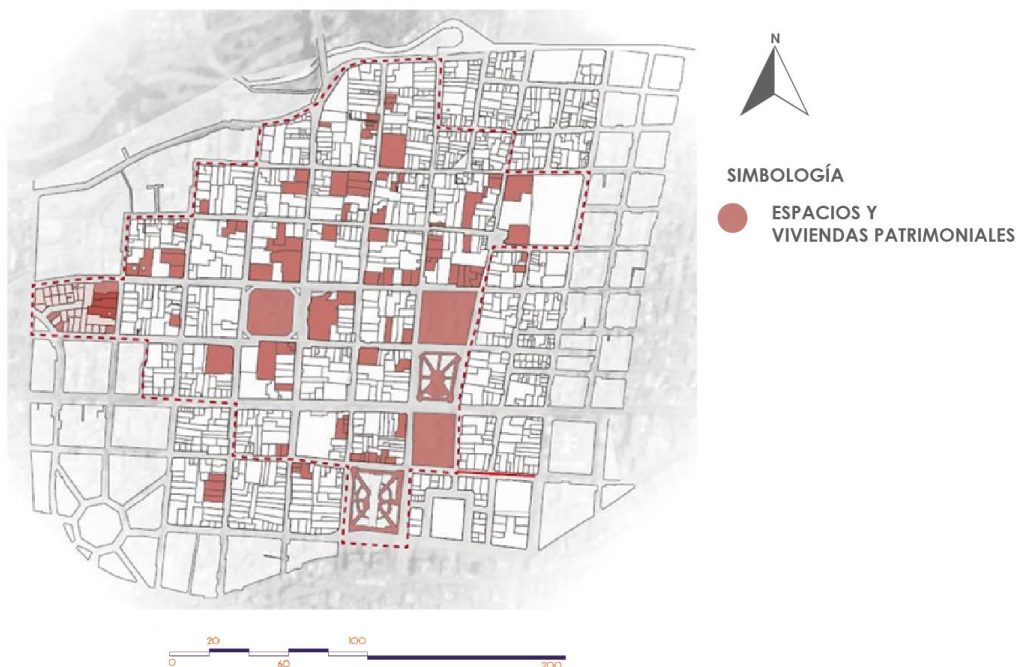 N
SIMBOLOGÍA
ESPACIOS Y
VIVIENDAS PATRIMONIALES
20 100
0 60 200